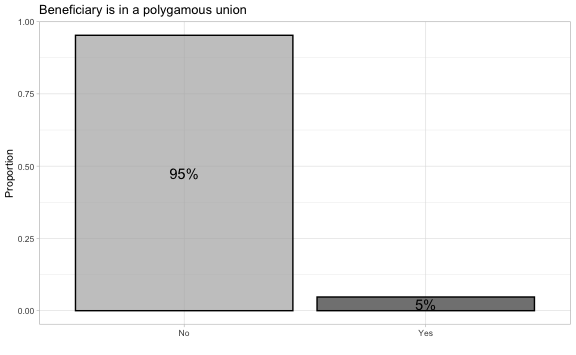 Beneficiary is in a polygamous union
1.00
0.75
0.50
0.25
0.00
Proportion
95%
5%
No
Yes